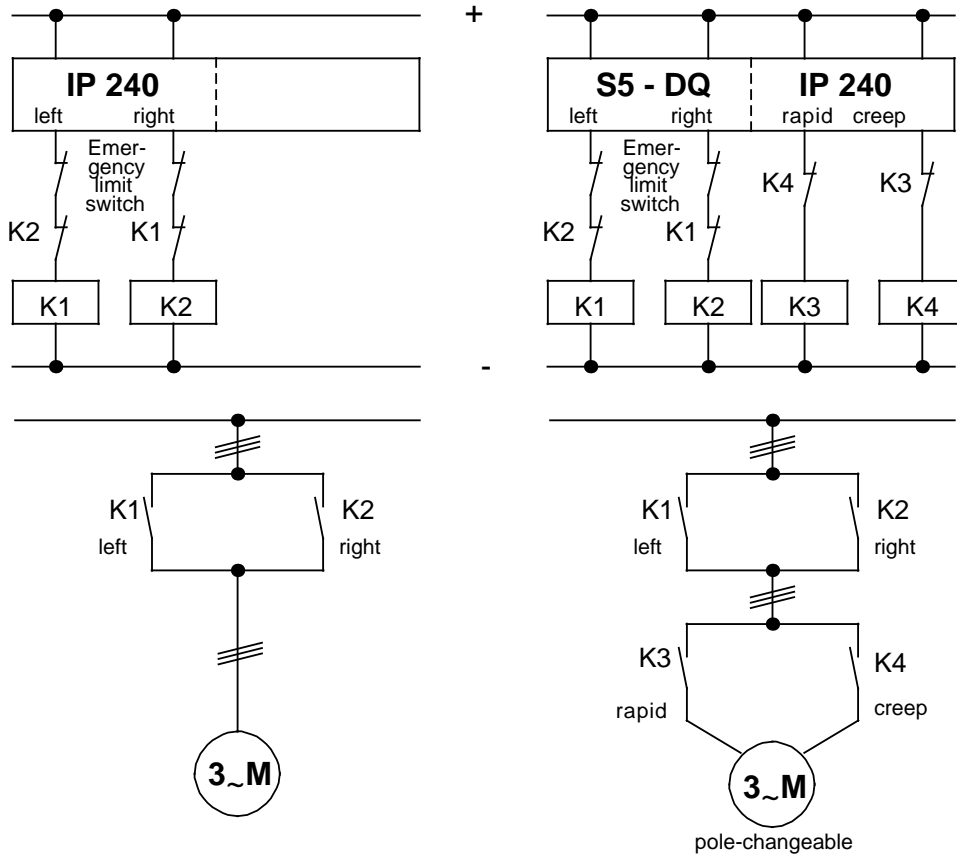 +
IP 240
left right
Emer-
gency
limit
switch
K2 K1
K1 K2
S5 - DQ IP 240
left right rapid creep
Emer-
gency
limit
switch
K4 K3
K2 K1
K1 K2 K3 K4
-
K1 K2
left right
3~M
K1 K2
left right
K3 K4
rapid creep
3~M
pole-changeable